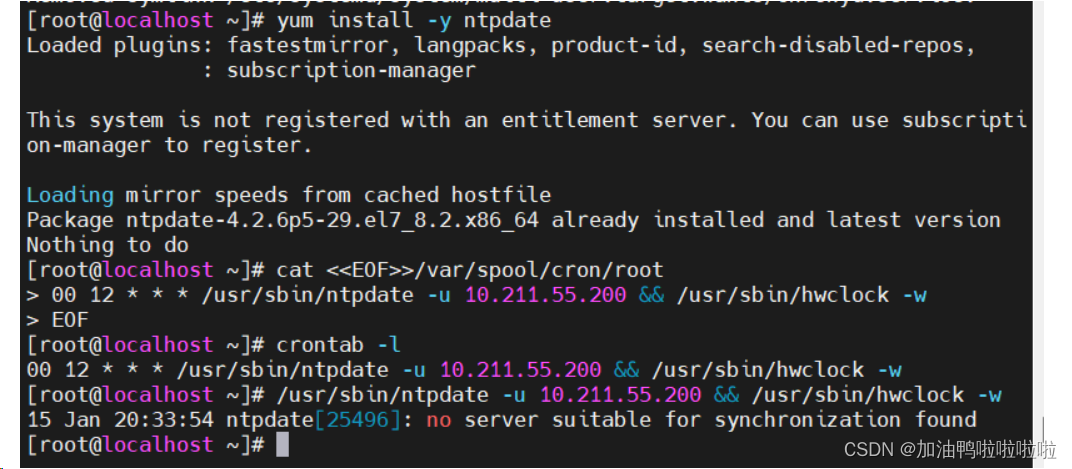 [root@localhost ~]# yum install -y ntpdate
Loaded plugins: fastestmirror, langpacks, product-id, search-disabled-repos,
              : subscription-manager
This system is not registered with an entitlement server. You can use subscripti
on-manager to register.
Loading mirror speeds from cached hostfile
Package ntpdate-4.2.6p5-29.el7_8.2.x86_64 already installed and latest version
Nothing to do
[root@localhost ~]# cat <<EOF>>/var/spool/cron/root
> 00 12 * * * /usr/sbin/ntpdate -u 10.211.55.200 && /usr/sbin/hwclock -w
> EOF
[root@localhost ~]# crontab -l
00 12 * * * /usr/sbin/ntpdate -u 10.211.55.200 && /usr/sbin/hwclock -w
[root@localhost ~]# /usr/sbin/ntpdate -u 10.211.55.200 && /usr/sbin/hwclock -w
15 Jan 20:33:54 ntpdate[25496]: no server suitable for synchronization found
[root@localhost ~]#
CSDN @加油鸭啦啦啦啦